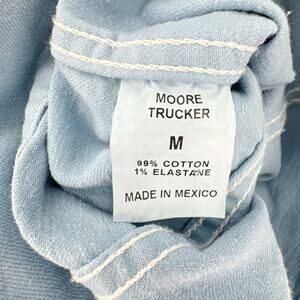 MOORE
TRUCKER
M
99% COTTON
1% ELASTANE
MADE IN MEXICO